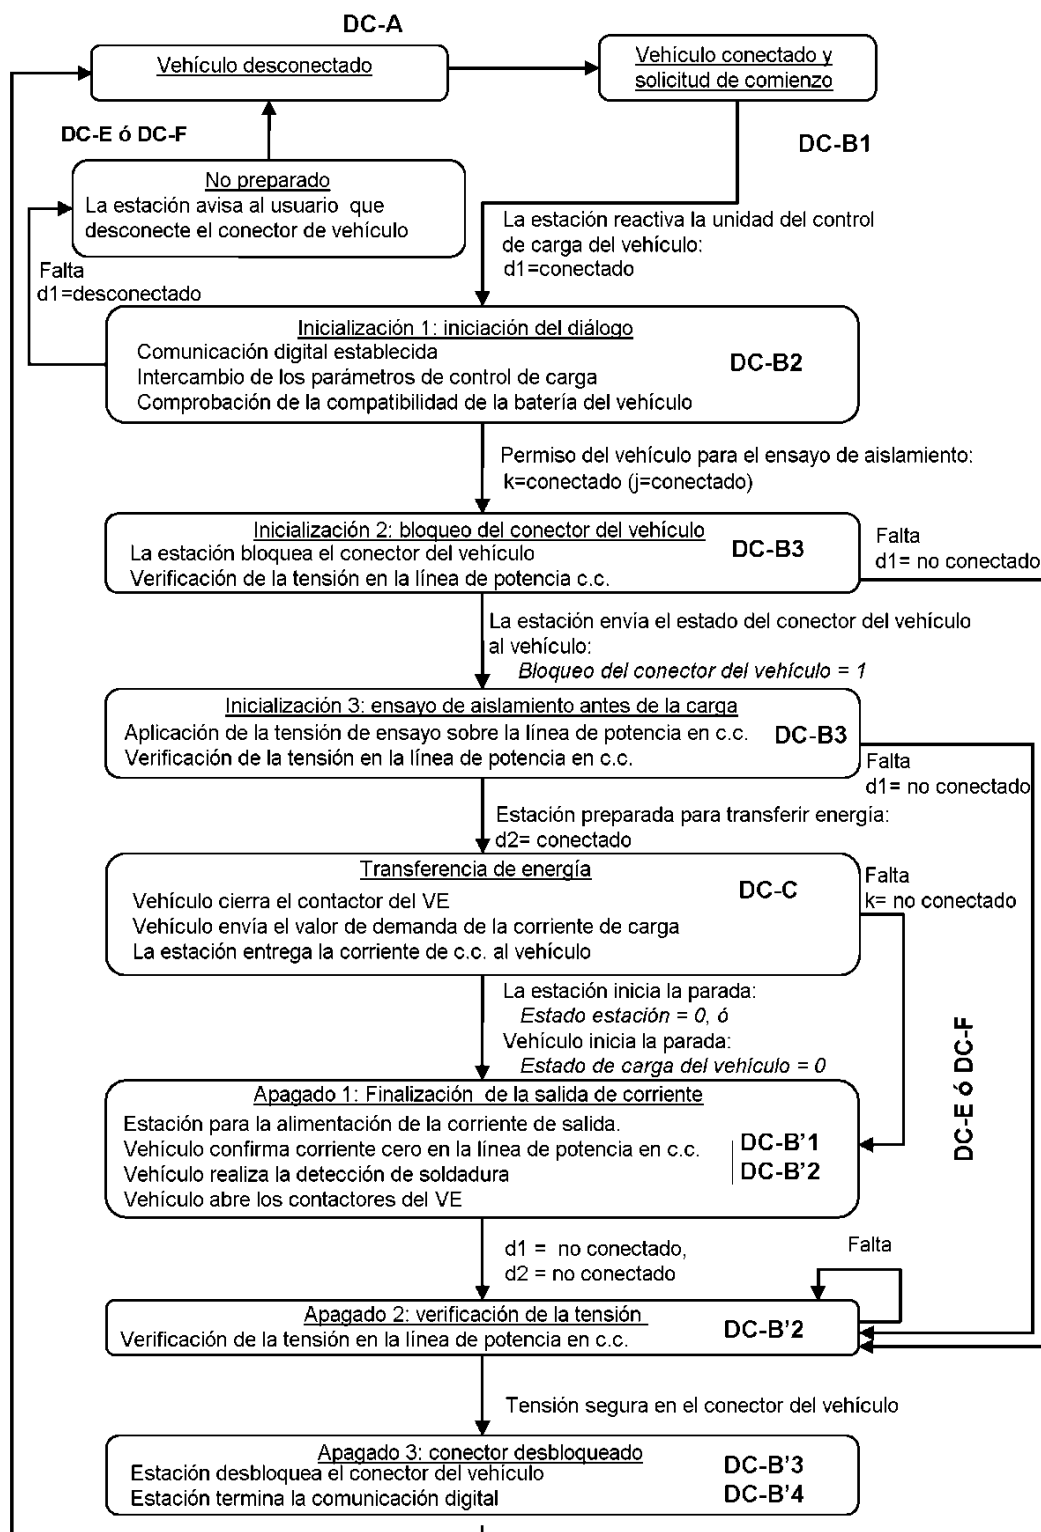 DC-A
Vehículo desconectado
Vehículo conectado y
solicitud de comienzo
DC-E ó DC-F
DC-B1
No preparado
La estación avisa al usuario que
desconecte el conector de vehículo
La estación reactiva la unidad del control
de carga del vehículo:
d1=conectado
Falta
d1=desconectado
Inicialización 1: iniciación del diálogo
Comunicación digital establecida
Intercambio de los parámetros de control de carga
Comprobación de la compatibilidad de la batería del vehículo
DC-B2
Permiso del vehículo para el ensayo de aislamiento:
k=conectado (j=conectado)
Inicialización 2: bloqueo del conector del vehículo
La estación bloquea el conector del vehículo
Verificación de la tensión en la línea de potencia c.c.
DC-B3
Falta
d1= no conectado
La estación envía el estado del conector del vehículo
al vehículo:
Bloqueo del conector del vehículo = 1
Inicialización 3: ensayo de aislamiento antes de la carga
Aplicación de la tensión de ensayo sobre la línea de potencia en c.c.
Verificación de la tensión en la línea de potencia en c.c.
DC-B3
Falta
d1= no conectado
Estación preparada para transferir energía:
d2= conectado
Transferencia de energía
Vehículo cierra el contactor del VE
Vehículo envía el valor de demanda de la corriente de carga
La estación entrega la corriente de c.c. al vehículo
DC-C
Falta
k= no conectado
La estación inicia la parada:
Estado estación = 0, ó
Vehículo inicia la parada:
Estado de carga del vehículo = 0
DC-E ó DC-F
Apagado 1: Finalización de la salida de corriente
Estación para la alimentación de la corriente de salida.
Vehículo confirma corriente cero en la línea de potencia en c.c.
Vehículo realiza la detección de soldadura
Vehículo abre los contactores del VE
DC-B'1
DC-B'2
d1 = no conectado,
d2 = no conectado
Falta
Apagado 2: verificación de la tensión
Verificación de la tensión en la línea de potencia en c.c.
DC-B'2
Tensión segura en el conector del vehículo
Apagado 3: conector desbloqueado
Estación desbloquea el conector del vehículo
Estación termina la comunicación digital
DC-B'3
DC-B'4